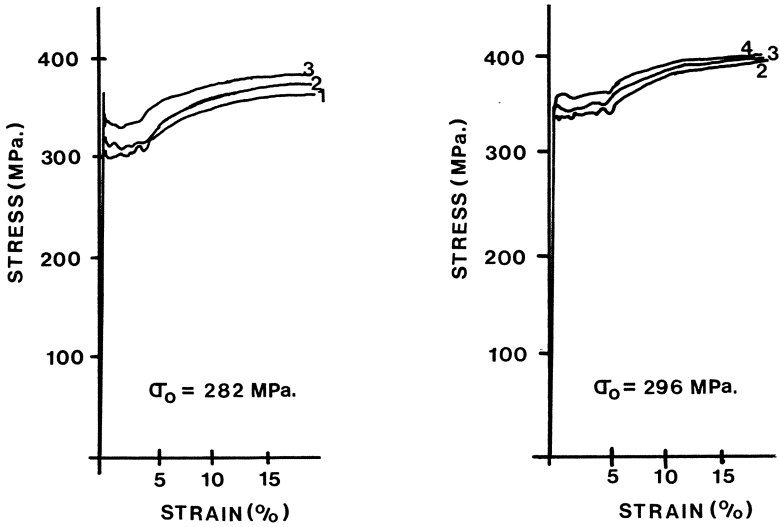 400
300
200
100
STRESS (MPa.)
3
2
1
σo = 282 MPa.
5 10 15
STRAIN (%)
400
300
200
100
STRESS (MPa.)
4 3
2
σo = 296 MPa.
5 10 15
STRAIN (%)